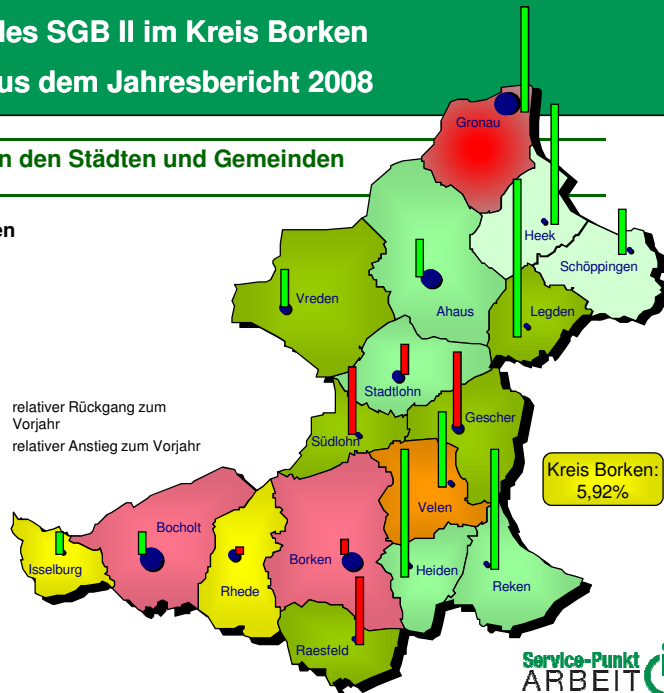 des SGB II im Kreis Borken
aus dem Jahresbericht 2008
n den Städten und Gemeinden
en
Gronau
Heek
Schöppingen
Vreden
Ahaus
Legden
Stadtlohn
relativer Rückgang zum
Vorjahr
relativer Anstieg zum Vorjahr
Südlohn
Gescher
Kreis Borken:
5,92%
Velen
Bocholt
Isselburg
Rhede
Borken
Heiden
Reken
Raesfeld
Service-Punkt
ARBEIT